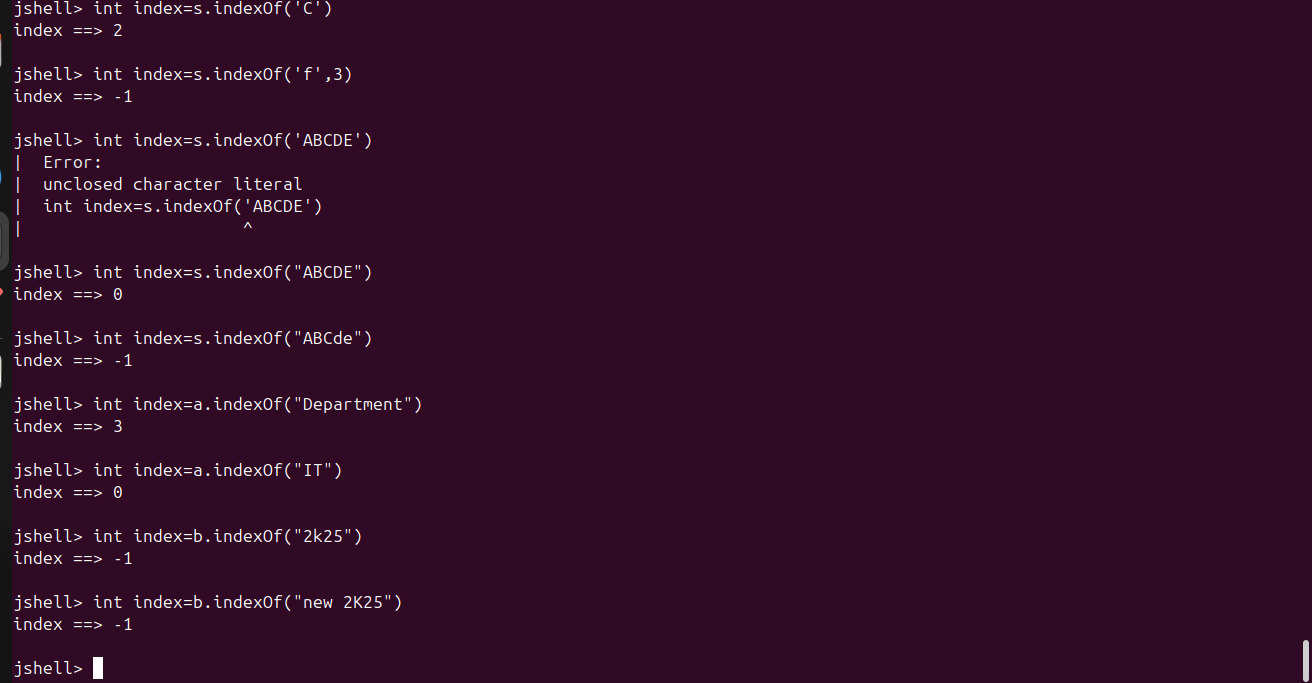 jshell> int index=s.indexOf('C')
index ==> 2
jshell> int index=s.indexOf('f',3)
index ==> -1
jshell> int index=s.indexOf('ABCDE')
|  Error:
|  unclosed character literal
|  int index=s.indexOf('ABCDE')
|                      ^
jshell> int index=s.indexOf("ABCDE")
index ==> 0
jshell> int index=s.indexOf("ABCde")
index ==> -1
jshell> int index=a.indexOf("Department")
index ==> 3
jshell> int index=a.indexOf("IT")
index ==> 0
jshell> int index=b.indexOf("2k25")
index ==> -1
jshell> int index=b.indexOf("new 2K25")
index ==> -1
jshell>